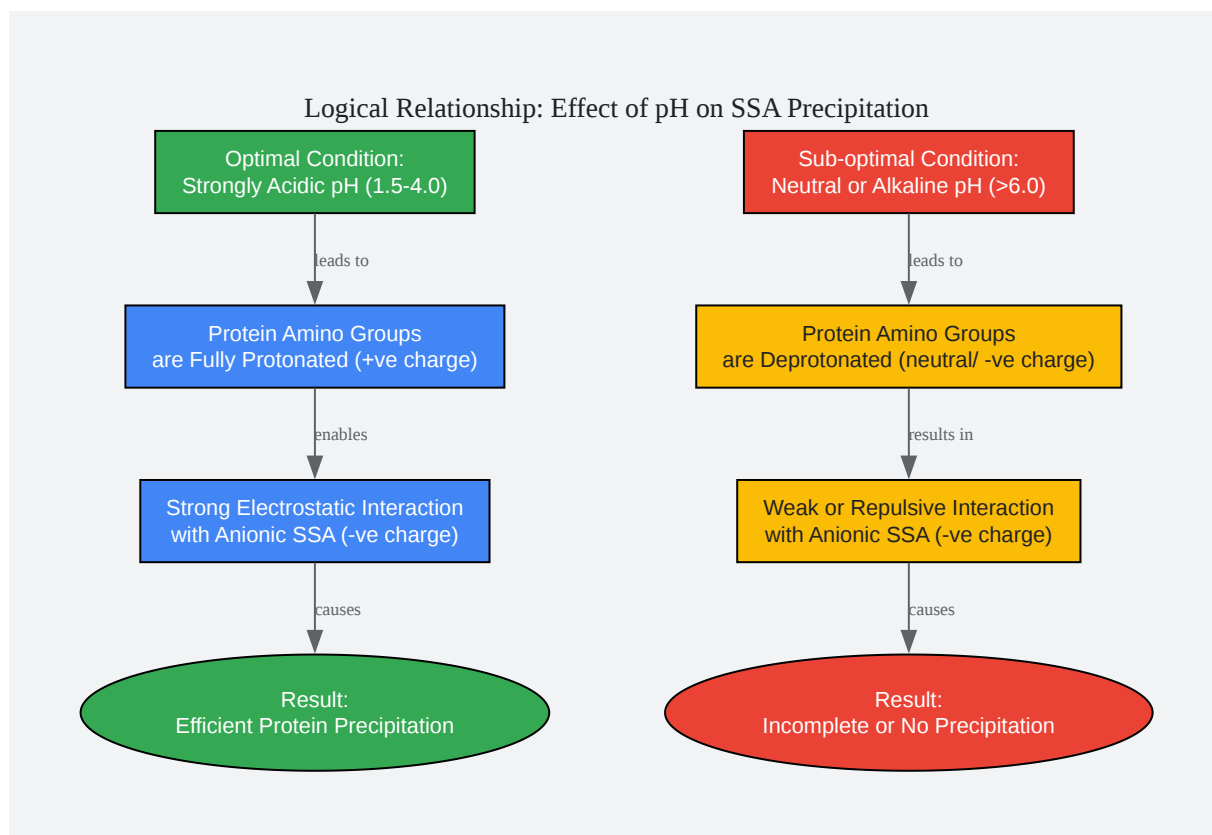 Logical Relationship: Effect of pH on SSA Precipitation
Optimal Condition:
Strongly Acidic pH (1.5-4.0)
leads to
Protein Amino Groups
are Fully Protonated (+ve charge)
enables
Strong Electrostatic Interaction
with Anionic SSA (-ve charge)
causes
Result:
Efficient Protein Precipitation
Sub-optimal Condition:
Neutral or Alkaline pH (>6.0)
leads to
Protein Amino Groups
are Deprotonated (neutral/ -ve charge)
results in
Weak or Repulsive Interaction
with Anionic SSA (-ve charge)
causes
Result:
Incomplete or No Precipitation